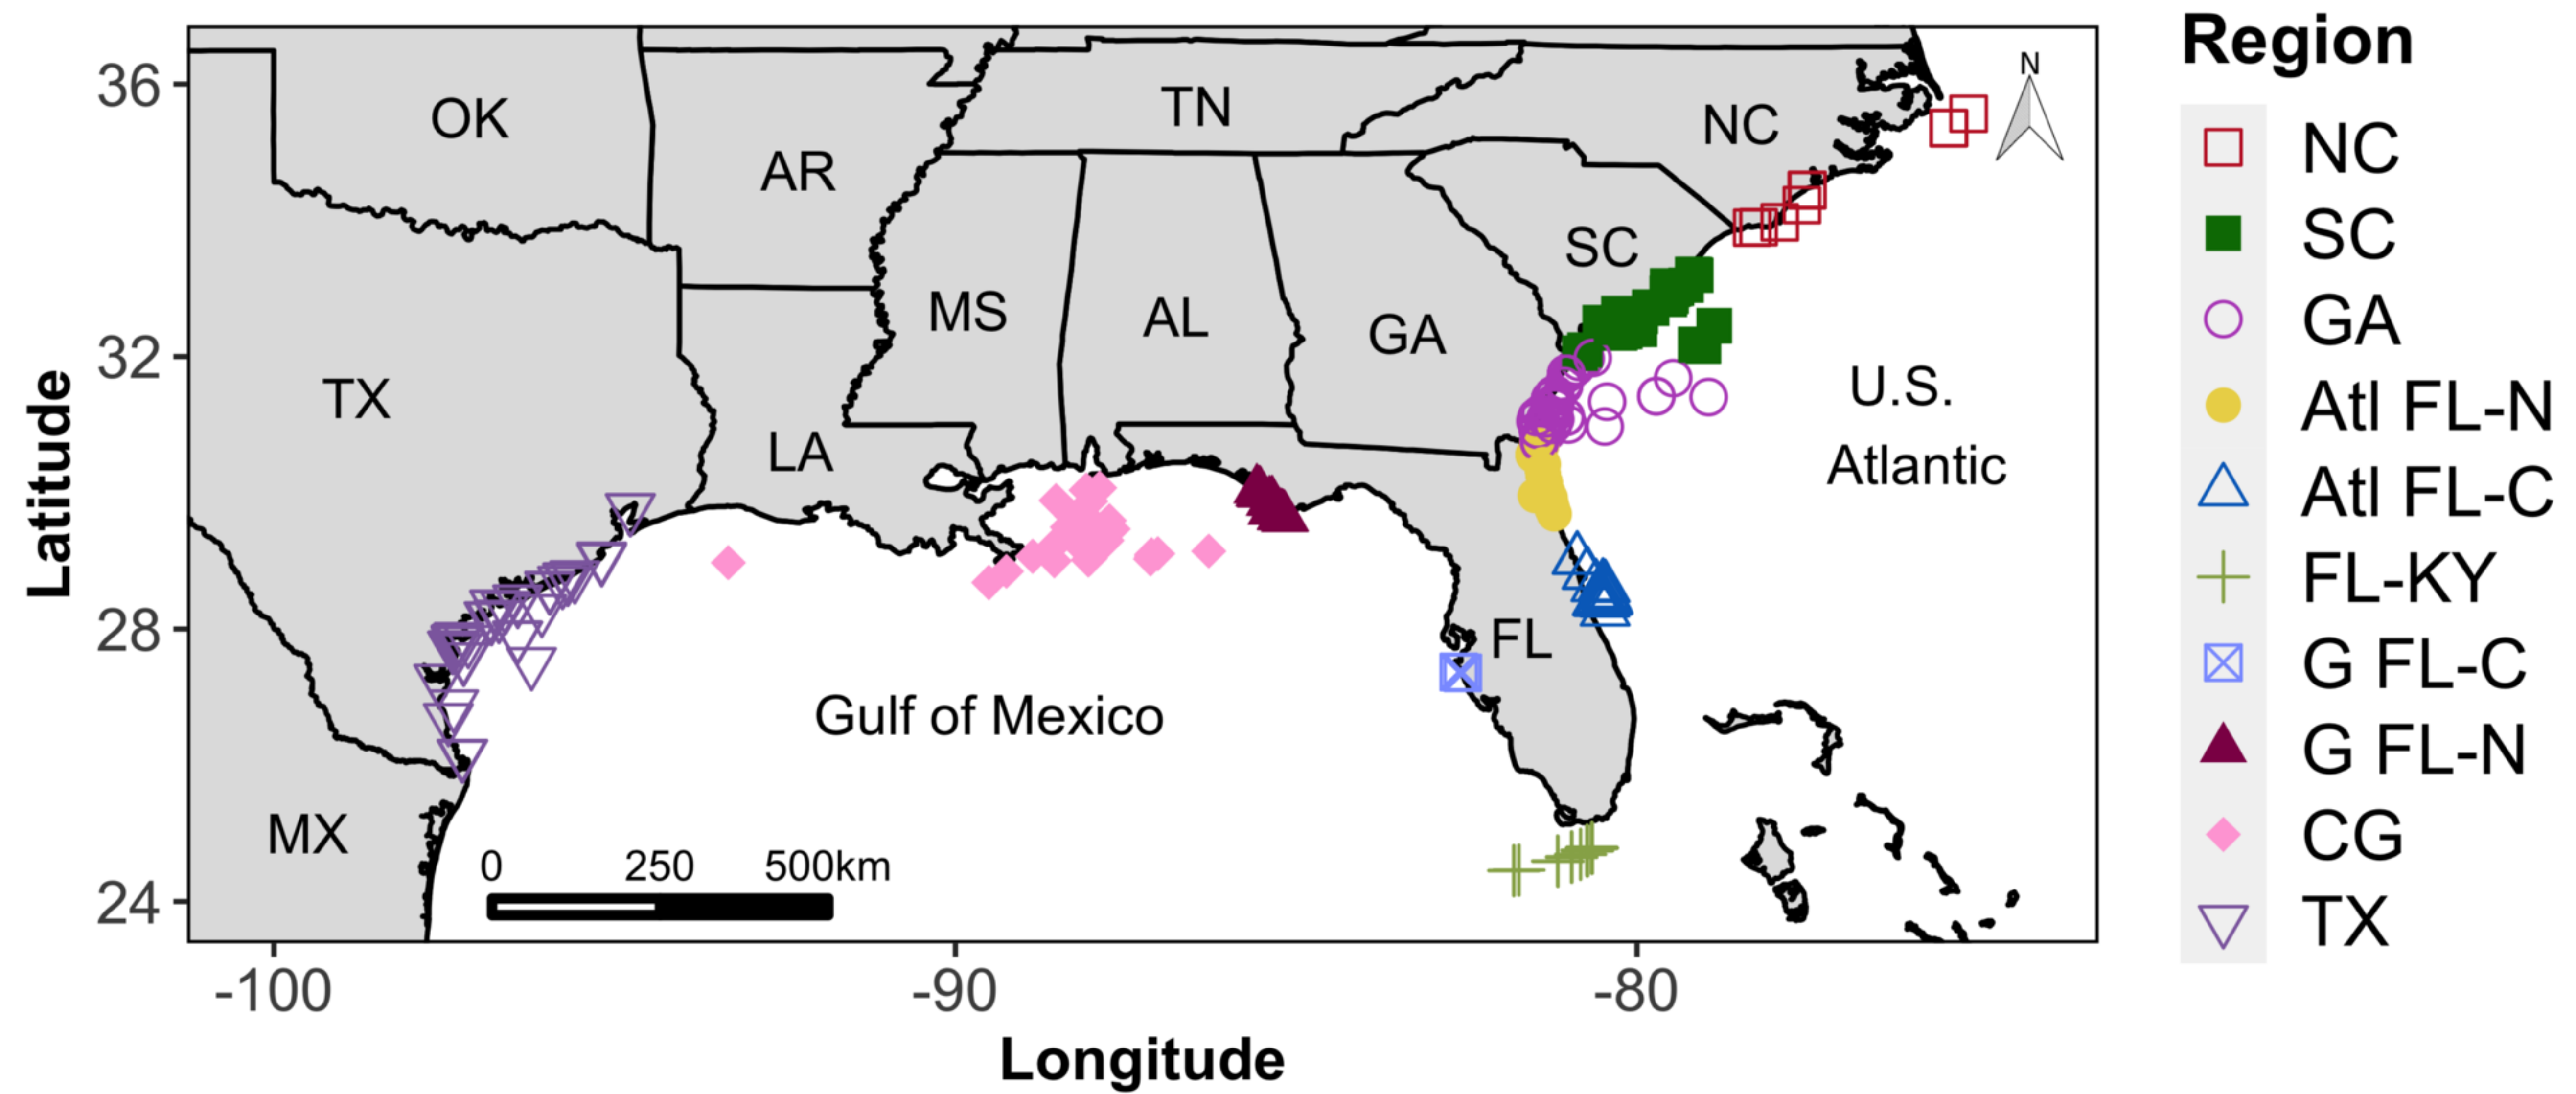 Region
NC
SC
GA
Atl FL-N
Atl FL-C
FL-KY
G FL-C
G FL-N
CG
TX
Latitude
36
32
28
24
-100
-90
-80
Longitude
N
OK
AR
TN
NC
SC
MS
AL
GA
TX
LA
FL
MX
U.S.
Atlantic
Gulf of Mexico
0 250 500km